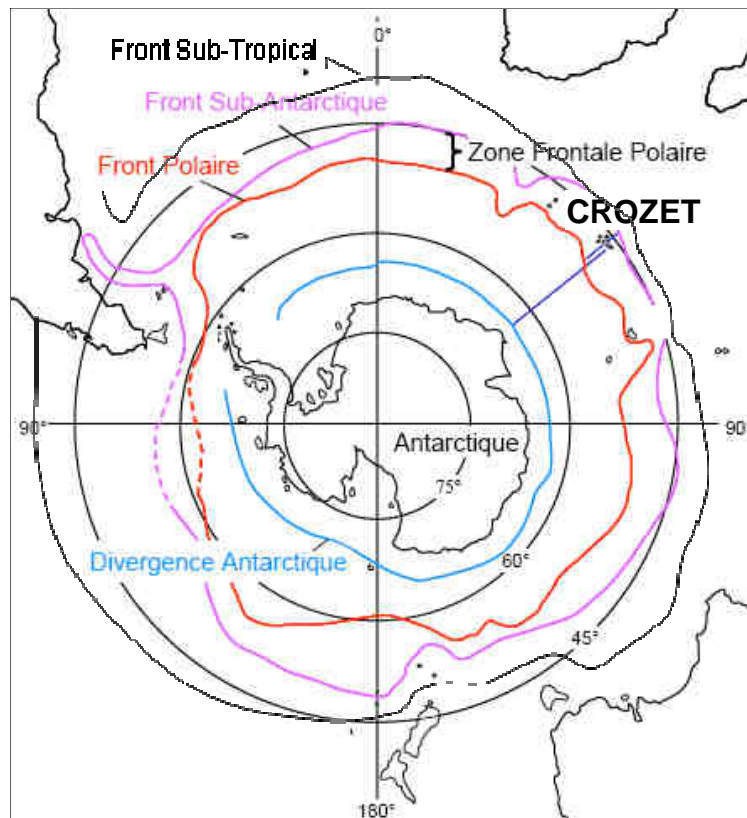 0°
Front Sub-Tropical
Front Sub-Antarctique
Zone Frontale Polaire
Front Polaire
CROZET
90°
90°
Antarctique
75°
Divergence Antarctique
60°
45°
180°